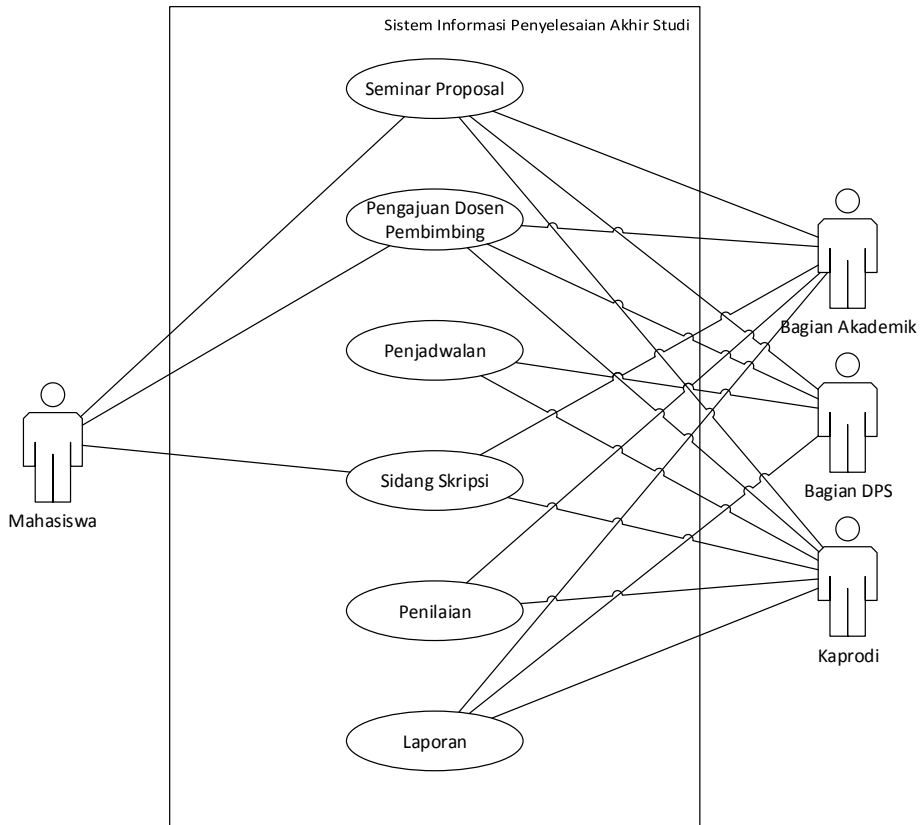 Sistem Informasi Penyelesaian Akhir Studi
Seminar Proposal
Pengajuan Dosen
Pembimbing
Penjadwalan
Sidang Skripsi
Penilaian
Laporan
Mahasiswa
Bagian Akademik
Bagian DPS
Kaprodi